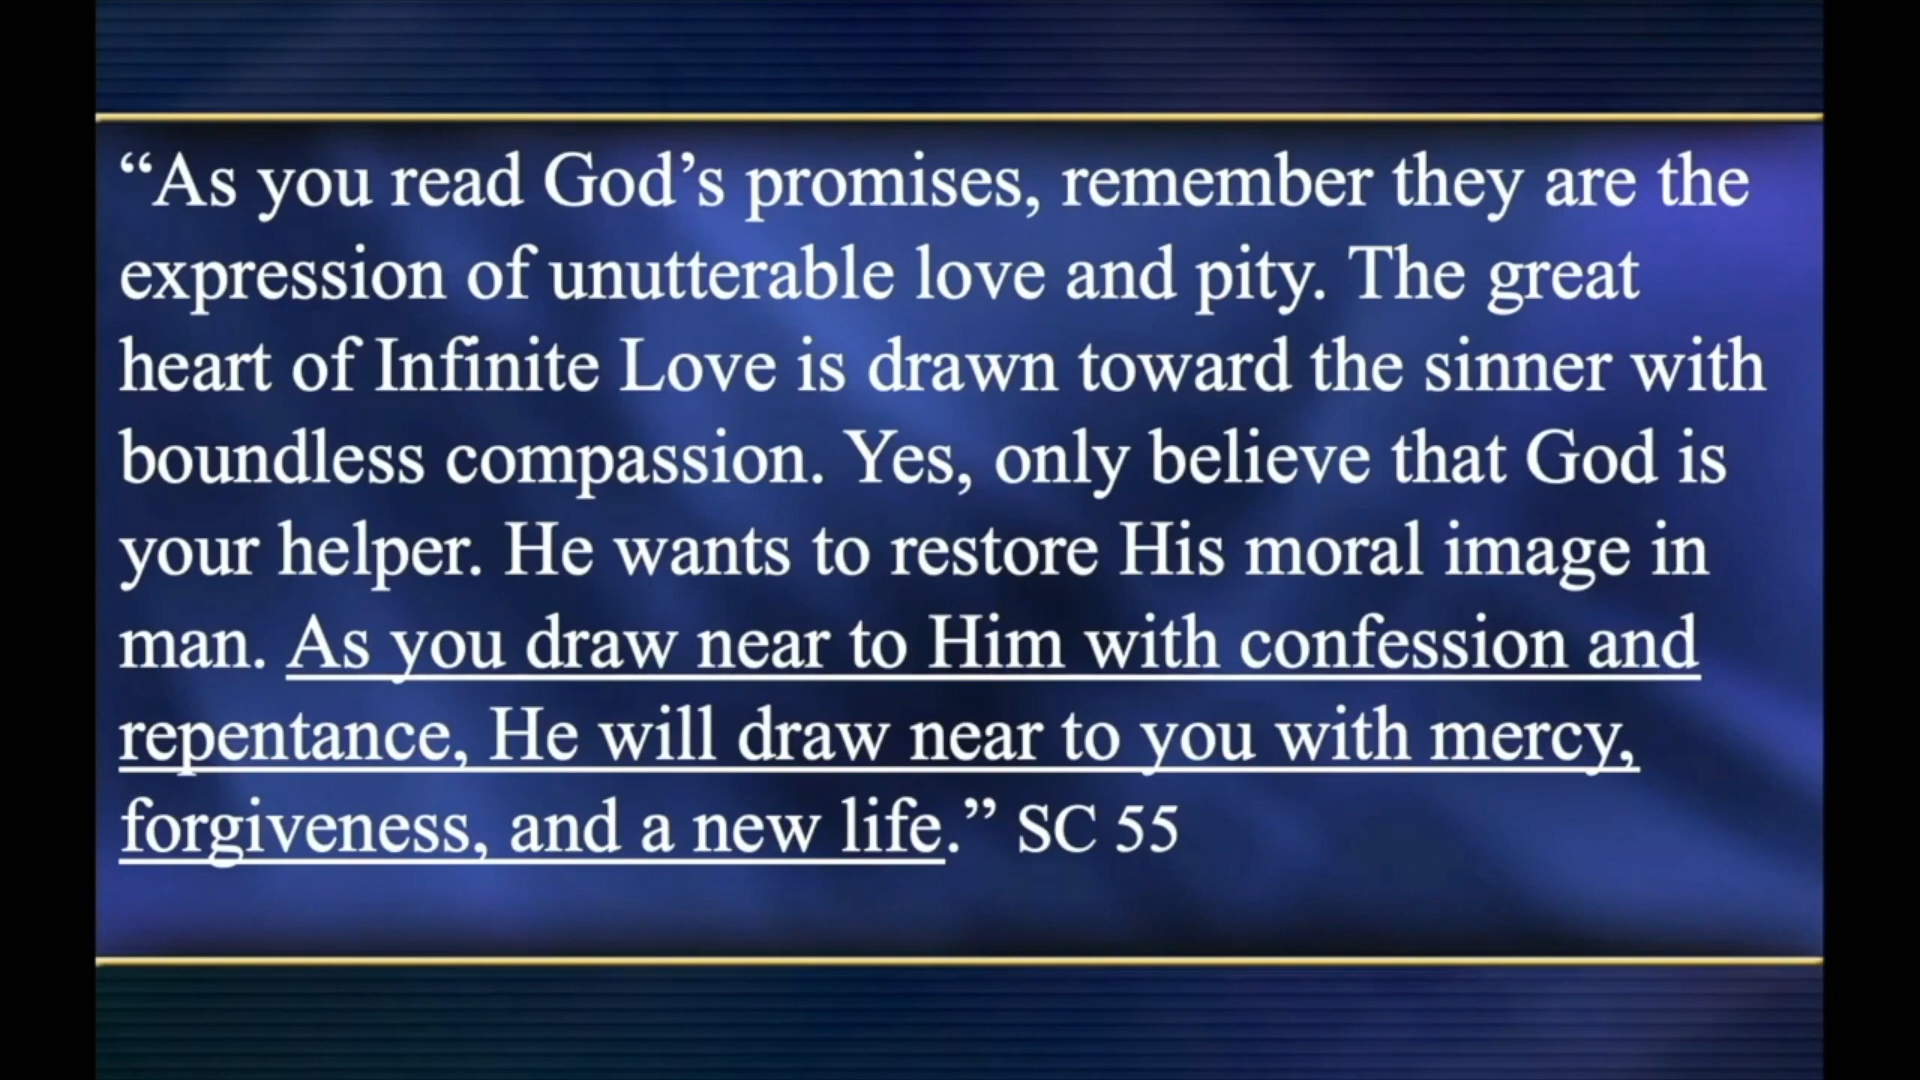 “As you read God’s promises, remember they are the
expression of unutterable love and pity. The great
heart of Infinite Love is drawn toward the sinner with
boundless compassion. Yes, only believe that God is
your helper. He wants to restore His moral image in
man. As you draw near to Him with confession and
repentance, He will draw near to you with mercy,
forgiveness, and a new life.” SC 55